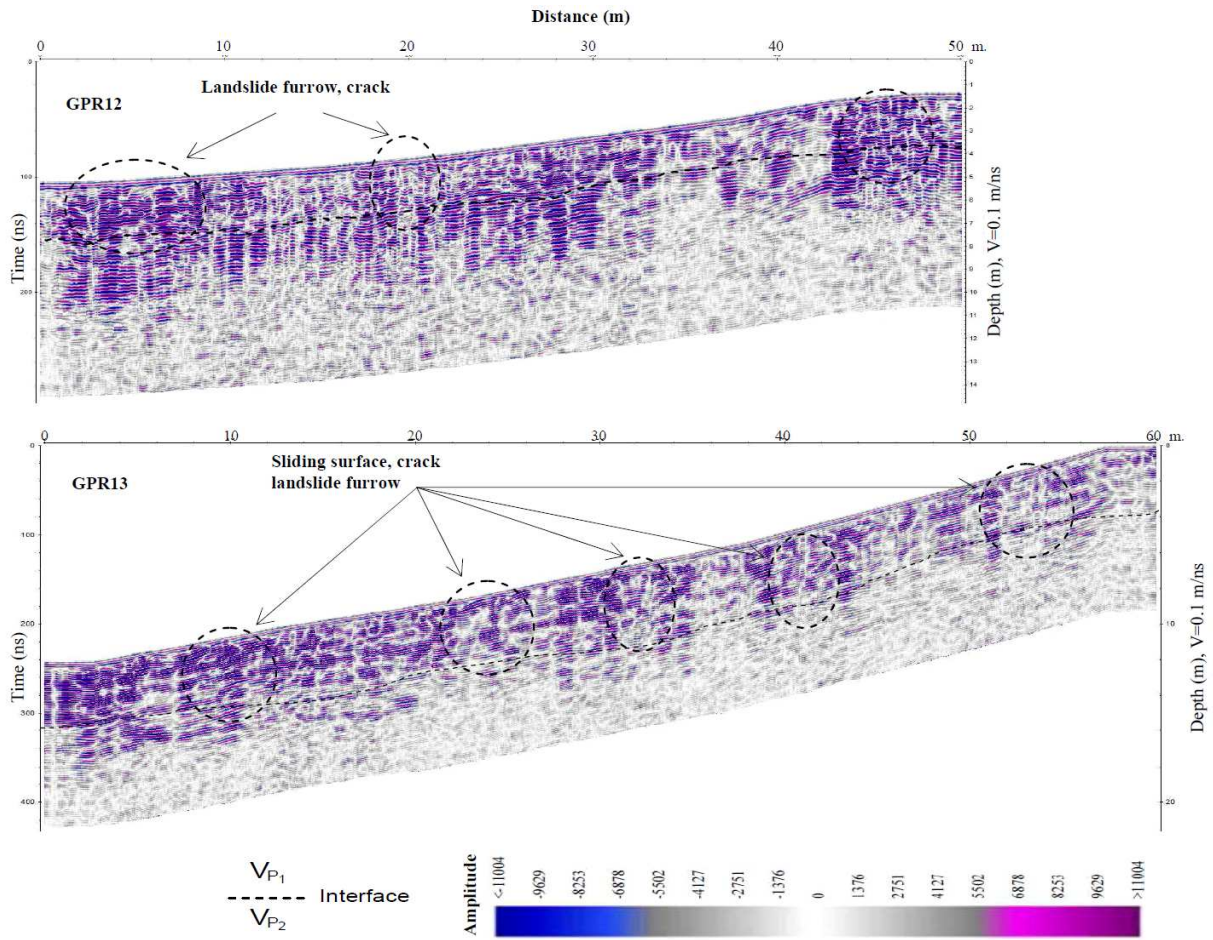 Distance (m)
0 10 20 30 40 50 m.
GPR12
Landslide furrow, crack
Time (ns)
0
100
200
0
1
2
3
4
5
6
7
8
9
10
11
12
13
14
Depth (m), V=0.1 m/ns
0 10 20 30 40 50 60 m.
GPR13
Sliding surface, crack
landslide furrow
Time (ns)
0
100
200
300
400
0
10
20
Depth (m), V=0.1 m/ns
VP1
Interface
VP2
Amplitude
<-11004 -9629 -8253 -6878 -5502 -4127 -2751 -1376 0 1376 2751 4127 5502 6878 8253 9629 >11004